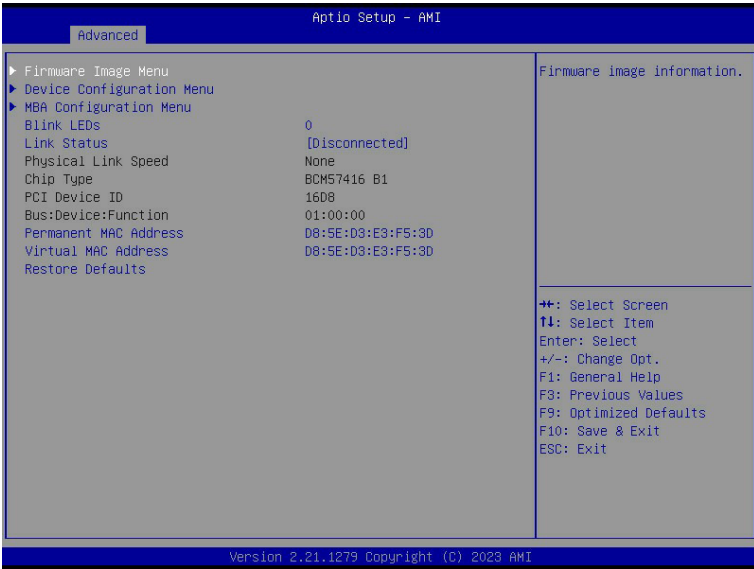 Aptio Setup – AMI
Advanced
Firmware Image Menu
Device Configuration Menu
MBA Configuration Menu
Blink LEDs 0
Link Status [Disconnected]
Physical Link Speed None
Chip Type BCM57416 B1
PCI Device ID 16D8
Bus:Device:Function 01:00:00
Permanent MAC Address D8:5E:D3:E3:F5:3D
Virtual MAC Address D8:5E:D3:E3:F5:3D
Restore Defaults
Firmware image information.
→←: Select Screen
↑↓: Select Item
Enter: Select
+/-: Change Opt.
F1: General Help
F3: Previous Values
F9: Optimized Defaults
F10: Save & Exit
ESC: Exit
Version 2.21.1279 Copyright (C) 2023 AMI